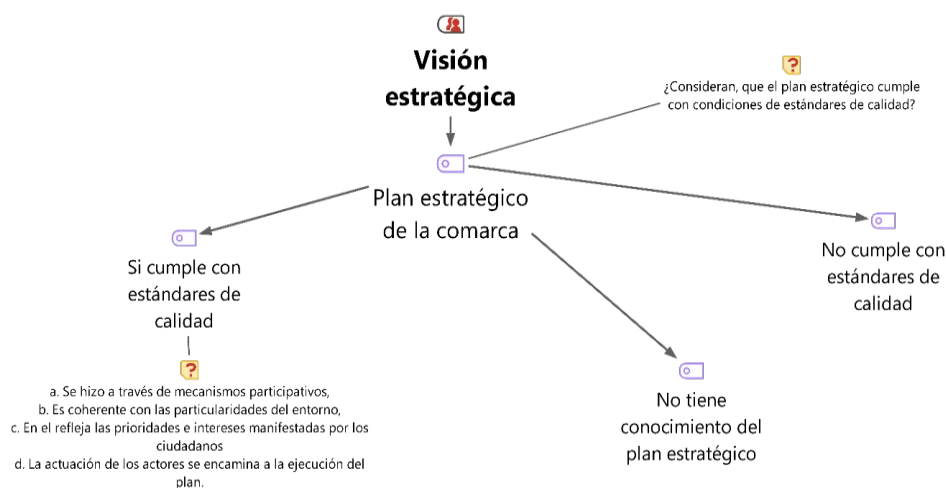 Visión
estratégica
¿Consideran, que el plan estratégico cumple
con condiciones de estándares de calidad?
Plan estratégico
de la comarca
Si cumple con
estándares de
calidad
No cumple con
estándares de
calidad
a. Se hizo a través de mecanismos participativos,
b. Es coherente con las particularidades del entorno,
c. En el refleja las prioridades e intereses manifestadas por los
ciudadanos
d. La actuación de los actores se encamina a la ejecución del
plan.
No tiene
conocimiento del
plan estratégico